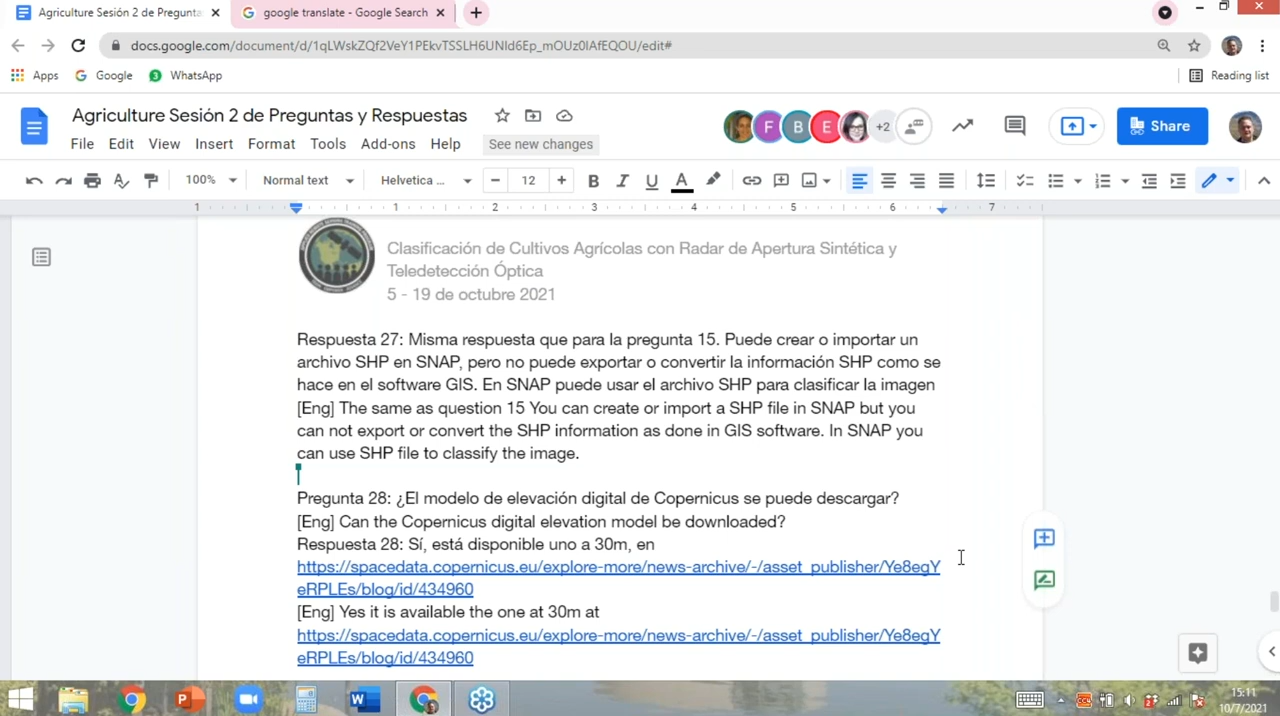 Agriculture Sesión 2 de Pregunta
google translate - Google Search
docs.google.com/document/d/1qLWskZQf2VeY1PEkvTSSLH6UNId6Ep_mOUz0IAfEQOU/edit#
Apps
Google
WhatsApp
Reading list
Agriculture Sesión 2 de Preguntas y Respuestas
F
B
E
+2
Share
File
Edit
View
Insert
Format
Tools
Add-ons
Help
See new changes
100%
Normal text
Helvetica ...
12
B
I
U
A
1
1
2
3
4
5
6
7
Clasificación de Cultivos Agrícolas con Radar de Apertura Sintética y
Teledetección Óptica
5 - 19 de octubre 2021
Respuesta 27: Misma respuesta que para la pregunta 15. Puede crear o importar un
archivo SHP en SNAP, pero no puede exportar o convertir la información SHP como se
hace en el software GIS. En SNAP puede usar el archivo SHP para clasificar la imagen
[Eng] The same as question 15 You can create or import a SHP file in SNAP but you
can not export or convert the SHP information as done in GIS software. In SNAP you
can use SHP file to classify the image.
Pregunta 28: ¿El modelo de elevación digital de Copernicus se puede descargar?
[Eng] Can the Copernicus digital elevation model be downloaded?
Respuesta 28: Sí, está disponible uno a 30m, en
https://spacedata.copernicus.eu/explore-more/news-archive/-/asset_publisher/Ye8egY
eRPLEs/blog/id/434960
[Eng] Yes it is available the one at 30m at
https://spacedata.copernicus.eu/explore-more/news-archive/-/asset_publisher/Ye8egY
eRPLEs/blog/id/434960
15:11
10/7/2021